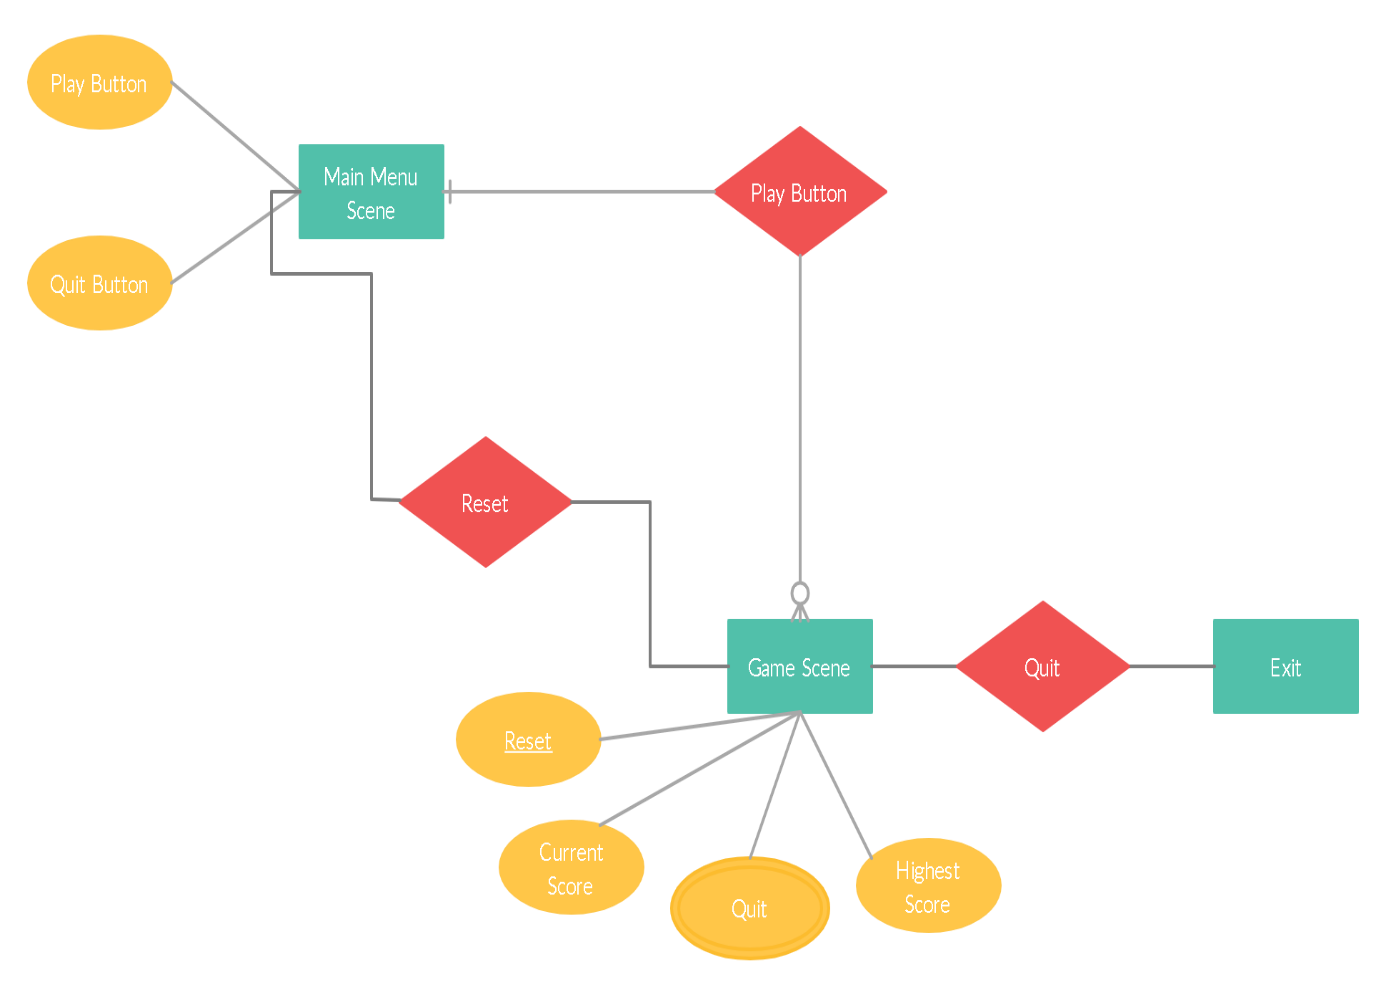 Play Button
Main Menu
Scene
Play Button
Quit Button
Reset
Game Scene
Quit
Exit
Reset
Current
Score
Quit
Highest
Score